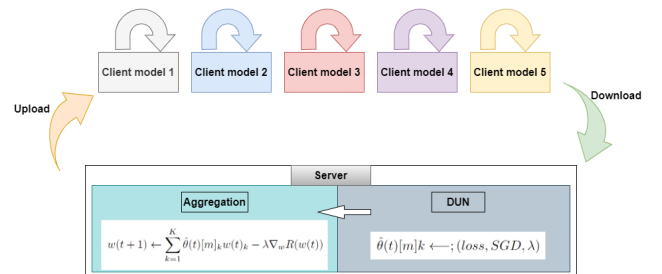 Client model 1
Client model 2
Client model 3
Client model 4
Client model 5
Upload
Download
Server
Aggregation
DUN
w(t + 1) ← ∑_{k=1}^{K} θ̂(t)[m]_k w(t)_k − λ∇_w R(w(t))
θ̂(t)[m]k ⟵; (loss, SGD, λ)